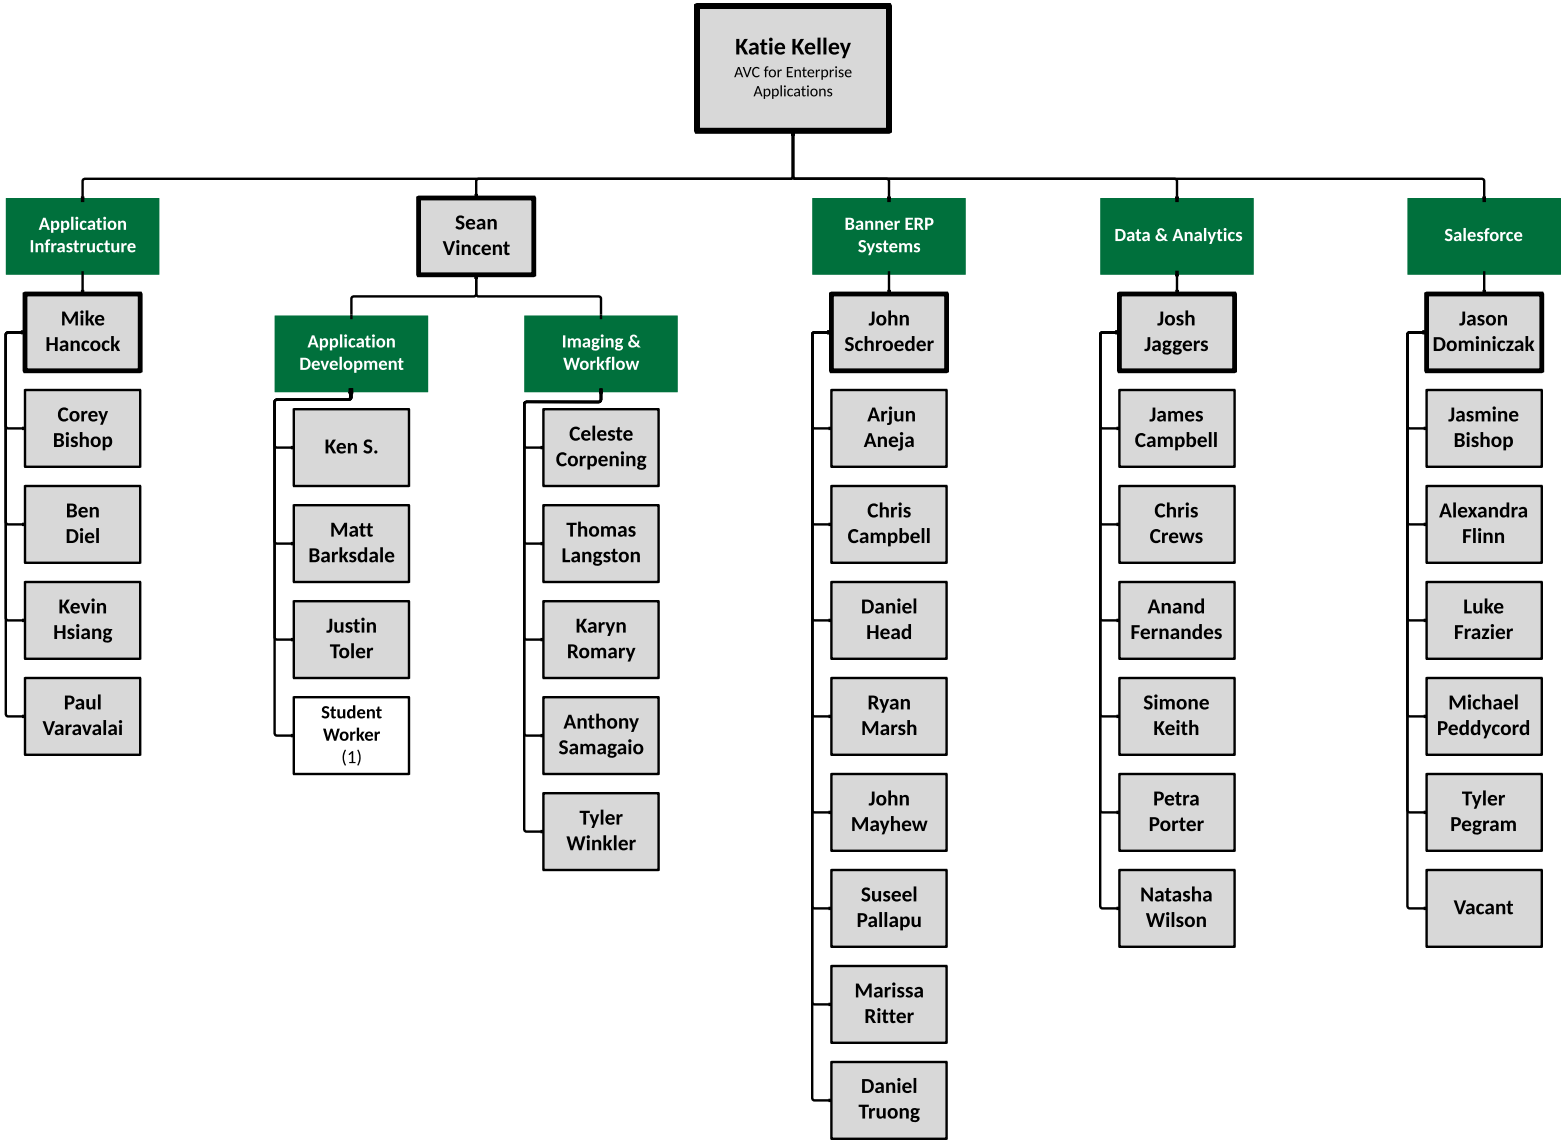 Katie Kelley
AVC for Enterprise
Applications
Application
Infrastructure
Mike
Hancock
Corey
Bishop
Ben
Diel
Kevin
Hsiang
Paul
Varavalai
Sean
Vincent
Application
Development
Ken S.
Matt
Barksdale
Justin
Toler
Student
Worker
(1)
Imaging &
Workflow
Celeste
Corpening
Thomas
Langston
Karyn
Romary
Anthony
Samagaio
Tyler
Winkler
Banner ERP
Systems
John
Schroeder
Arjun
Aneja
Chris
Campbell
Daniel
Head
Ryan
Marsh
John
Mayhew
Suseel
Pallapu
Marissa
Ritter
Daniel
Truong
Data & Analytics
Josh
Jaggers
James
Campbell
Chris
Crews
Anand
Fernandes
Simone
Keith
Petra
Porter
Natasha
Wilson
Salesforce
Jason
Dominiczak
Jasmine
Bishop
Alexandra
Flinn
Luke
Frazier
Michael
Peddycord
Tyler
Pegram
Vacant